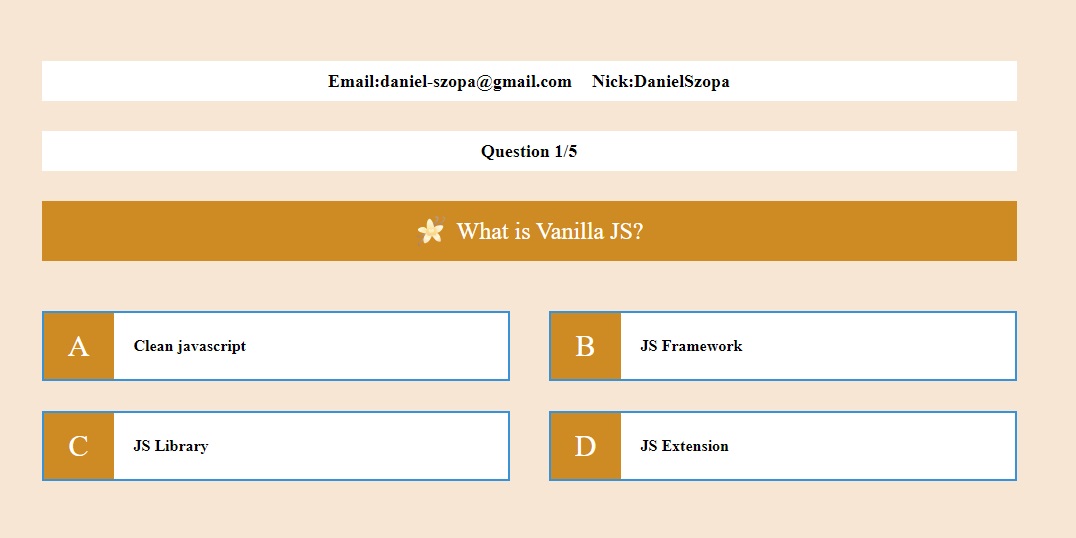 Email:daniel-szopa@gmail.com Nick:DanielSzopa
Question 1/5
What is Vanilla JS?
A Clean javascript
B JS Framework
C JS Library
D JS Extension